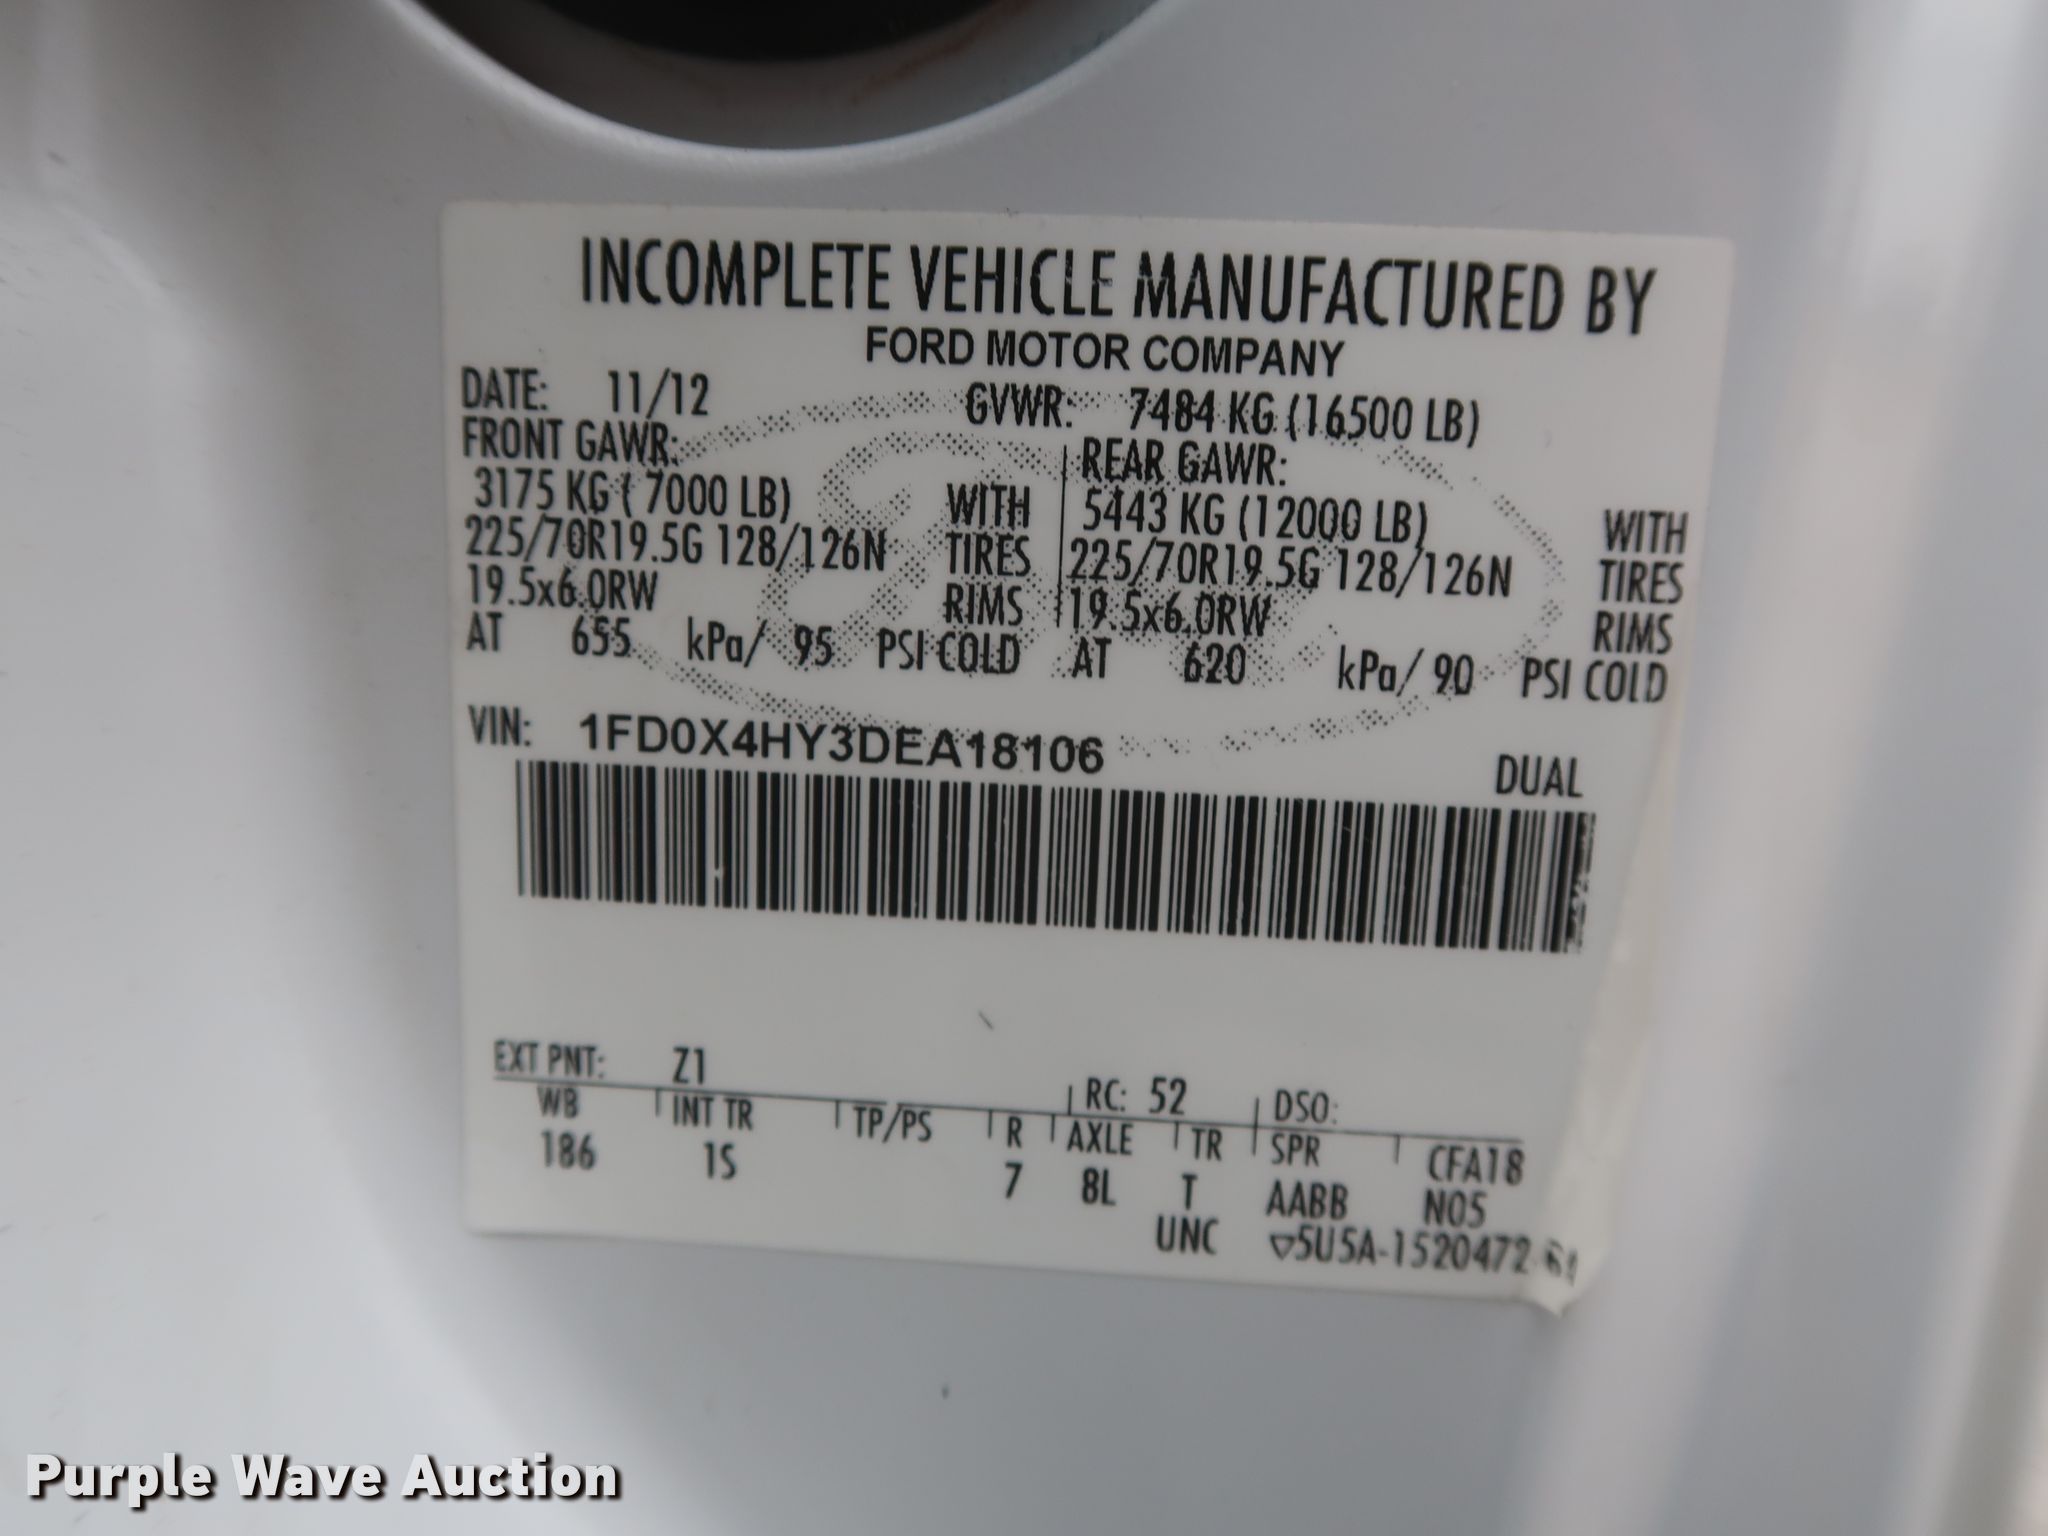 INCOMPLETE VEHICLE MANUFACTURED BY
FORD MOTOR COMPANY
DATE: 11/12 GVWR: 7484 KG (16500 LB)
FRONT GAWR: REAR GAWR:
3175 KG ( 7000 LB) WITH 5443 KG (12000 LB) WITH
225/70R19.5G 128/126N TIRES 225/70R19.5G 128/126N TIRES
19.5x6.0RW RIMS 19.5x6.0RW RIMS
AT 655 kPa/ 95 PSI COLD AT 620 kPa/ 90 PSI COLD
VIN: 1FD0X4HY3DEA18106
DUAL
EXT PNT: Z1 RC: 52 DSO:
WB INT TR TP/PS R AXLE TR SPR CFA18
186 1S 7 8L T AABB N05
UNC ▽5U5A-1520472
Purple Wave Auction